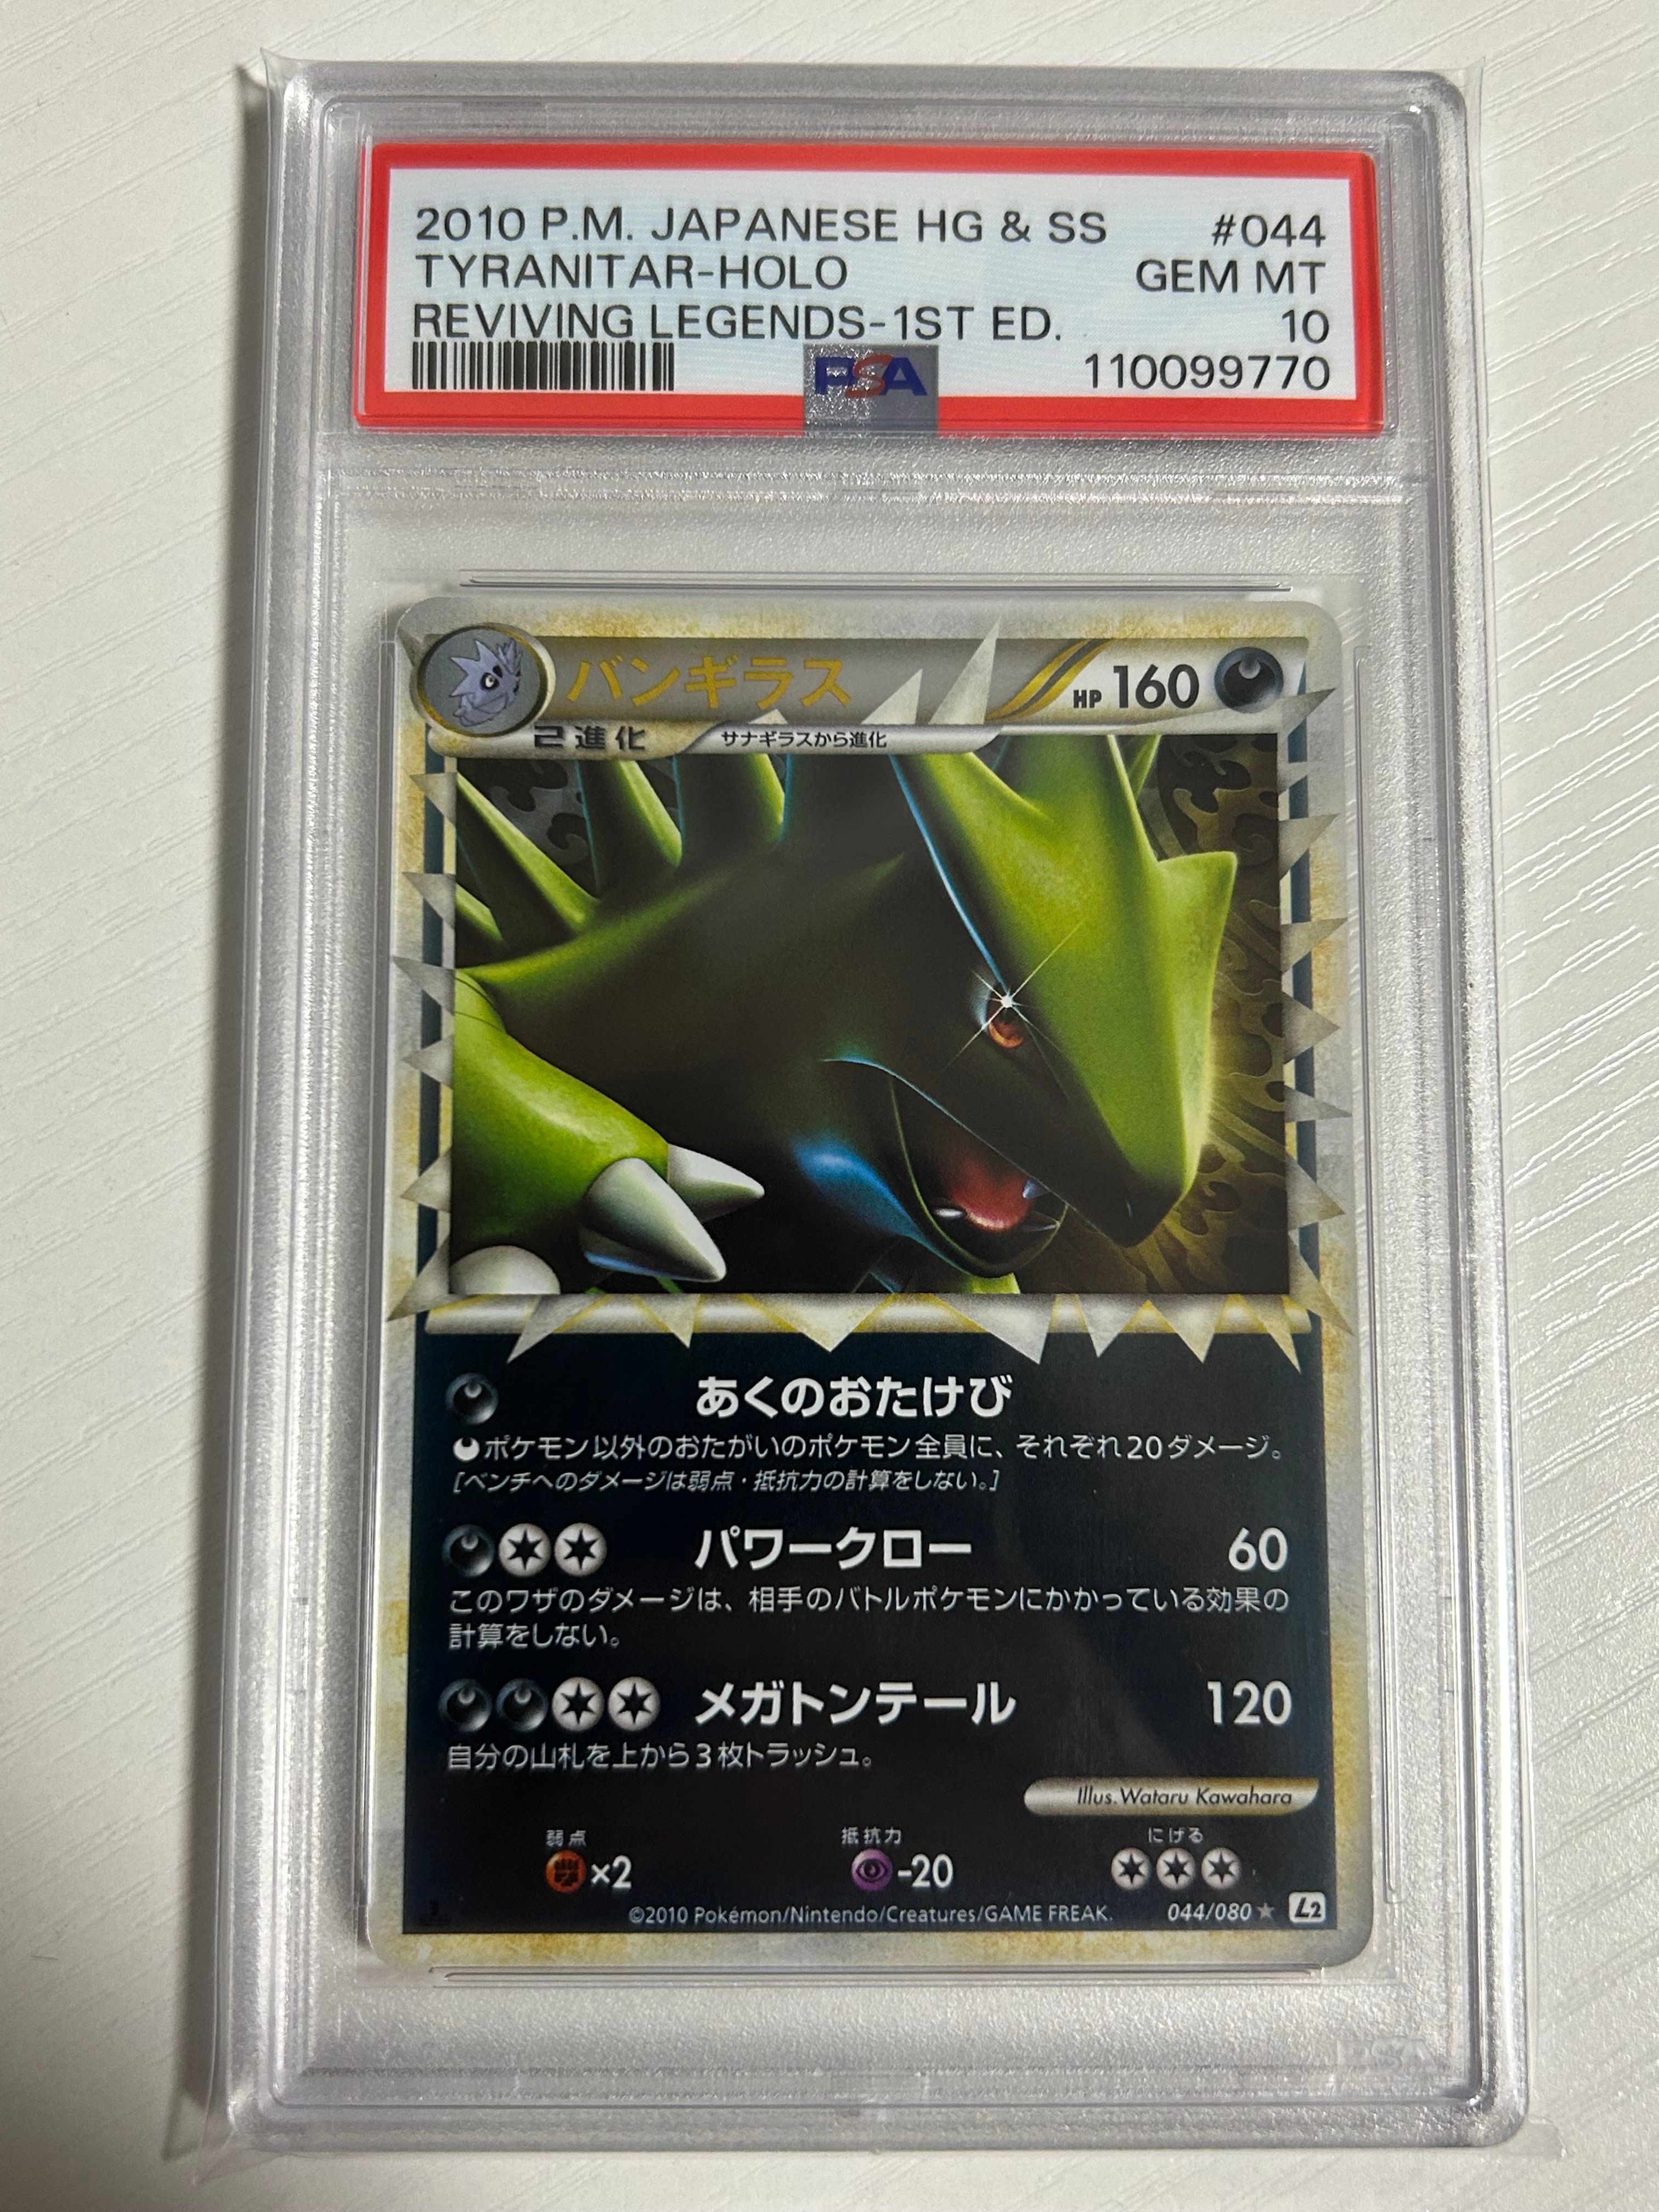 2010 P.M. JAPANESE HG & SS #044
TYRANITAR-HOLO GEM MT
REVIVING LEGENDS-1ST ED. 10
PSA 110099770
バンギラス HP 160
2進化 サナギラスから進化
あくのおたけび
ポケモン以外のおたがいのポケモン全員に、それぞれ20ダメージ。
[ベンチへのダメージは弱点・抵抗力の計算をしない。]
パワークロー 60
このワザのダメージは、相手のバトルポケモンにかかっている効果の
計算をしない。
メガトンテール 120
自分の山札を上から3枚トラッシュ。
Illus. Wataru Kawahara
弱点 抵抗力 にげる
×2 -20
©2010 Pokémon/Nintendo/Creatures/GAME FREAK. 044/080 ★ L2
PSA